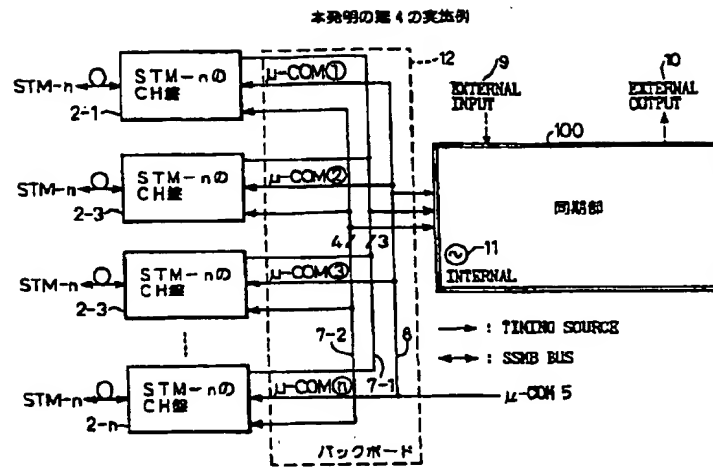 本発明の第4の実施例
STM-n
STM-nの
CH盤
2-1
μ-COM①
12
9
EXTERNAL
INPUT
10
EXTERNAL
OUTPUT
100
STM-n
STM-nの
CH盤
2-3
μ-COM②
同期部
4
3
11
INTERNAL
STM-n
STM-nの
CH盤
2-3
μ-COM③
7-2
7-1
: TIMING SOURCE
: SSMB BUS
STM-n
STM-nの
CH盤
2-n
μ-COMⓝ
μ-COM 5
バックボード